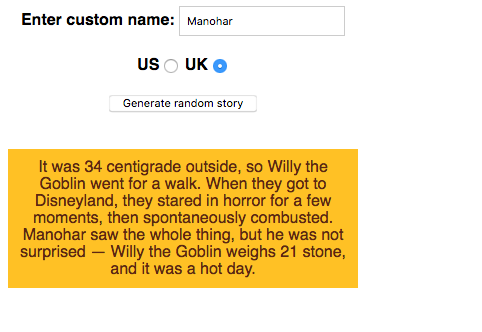 Enter custom name: Manohar
US UK
Generate random story
It was 34 centigrade outside, so Willy the
Goblin went for a walk. When they got to
Disneyland, they stared in horror for a few
moments, then spontaneously combusted.
Manohar saw the whole thing, but he was not
surprised — Willy the Goblin weighs 21 stone,
and it was a hot day.